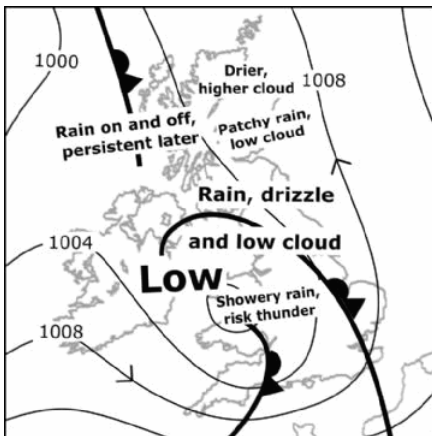 1000
Drier,
higher cloud
1008
Rain on and off,
persistent later
Patchy rain,
low cloud
Rain, drizzle
and low cloud
1004
Low
Showery rain,
risk thunder
1008